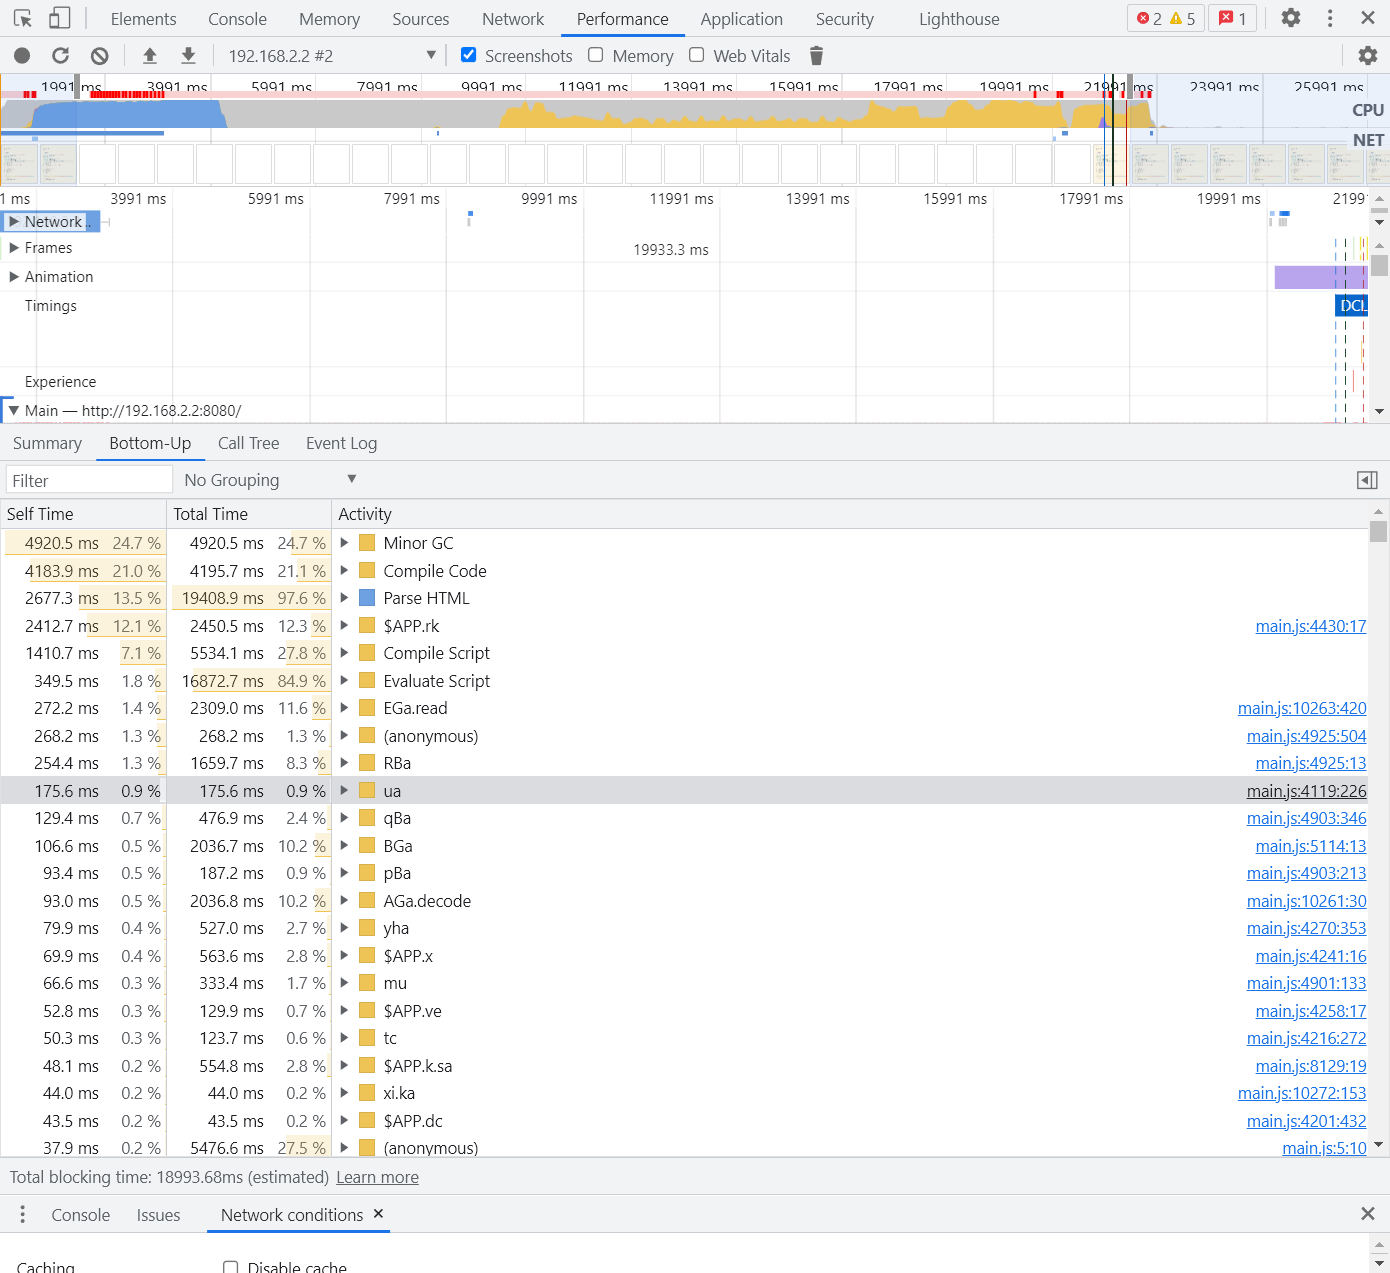 Elements Console Memory Sources Network Performance Application Security Lighthouse 2 5 1
192.168.2.2 #2 Screenshots Memory Web Vitals
1991 ms 3991 ms 5991 ms 7991 ms 9991 ms 11991 ms 13991 ms 15991 ms 17991 ms 19991 ms 21991 ms 23991 ms 25991 ms
CPU
NET
1 ms 3991 ms 5991 ms 7991 ms 9991 ms 11991 ms 13991 ms 15991 ms 17991 ms 19991 ms 2199
Network ..
Frames 19933.3 ms
Animation
Timings DCL
Experience
Main — http://192.168.2.2:8080/
Summary Bottom-Up Call Tree Event Log
Filter No Grouping
Self Time Total Time Activity
4920.5 ms 24.7 % 4920.5 ms 24.7 % Minor GC
4183.9 ms 21.0 % 4195.7 ms 21.1 % Compile Code
2677.3 ms 13.5 % 19408.9 ms 97.6 % Parse HTML
2412.7 ms 12.1 % 2450.5 ms 12.3 % $APP.rk main.js:4430:17
1410.7 ms 7.1 % 5534.1 ms 27.8 % Compile Script
349.5 ms 1.8 % 16872.7 ms 84.9 % Evaluate Script
272.2 ms 1.4 % 2309.0 ms 11.6 % EGa.read main.js:10263:420
268.2 ms 1.3 % 268.2 ms 1.3 % (anonymous) main.js:4925:504
254.4 ms 1.3 % 1659.7 ms 8.3 % RBa main.js:4925:13
175.6 ms 0.9 % 175.6 ms 0.9 % ua main.js:4119:226
129.4 ms 0.7 % 476.9 ms 2.4 % qBa main.js:4903:346
106.6 ms 0.5 % 2036.7 ms 10.2 % BGa main.js:5114:13
93.4 ms 0.5 % 187.2 ms 0.9 % pBa main.js:4903:213
93.0 ms 0.5 % 2036.8 ms 10.2 % AGa.decode main.js:10261:30
79.9 ms 0.4 % 527.0 ms 2.7 % yha main.js:4270:353
69.9 ms 0.4 % 563.6 ms 2.8 % $APP.x main.js:4241:16
66.6 ms 0.3 % 333.4 ms 1.7 % mu main.js:4901:133
52.8 ms 0.3 % 129.9 ms 0.7 % $APP.ve main.js:4258:17
50.3 ms 0.3 % 123.7 ms 0.6 % tc main.js:4216:272
48.1 ms 0.2 % 554.8 ms 2.8 % $APP.k.sa main.js:8129:19
44.0 ms 0.2 % 44.0 ms 0.2 % xi.ka main.js:10272:153
43.5 ms 0.2 % 43.5 ms 0.2 % $APP.dc main.js:4201:432
37.9 ms 0.2 % 5476.6 ms 27.5 % (anonymous) main.js:5:10
Total blocking time: 18993.68ms (estimated) Learn more
Console Issues Network conditions
Caching Disable cache